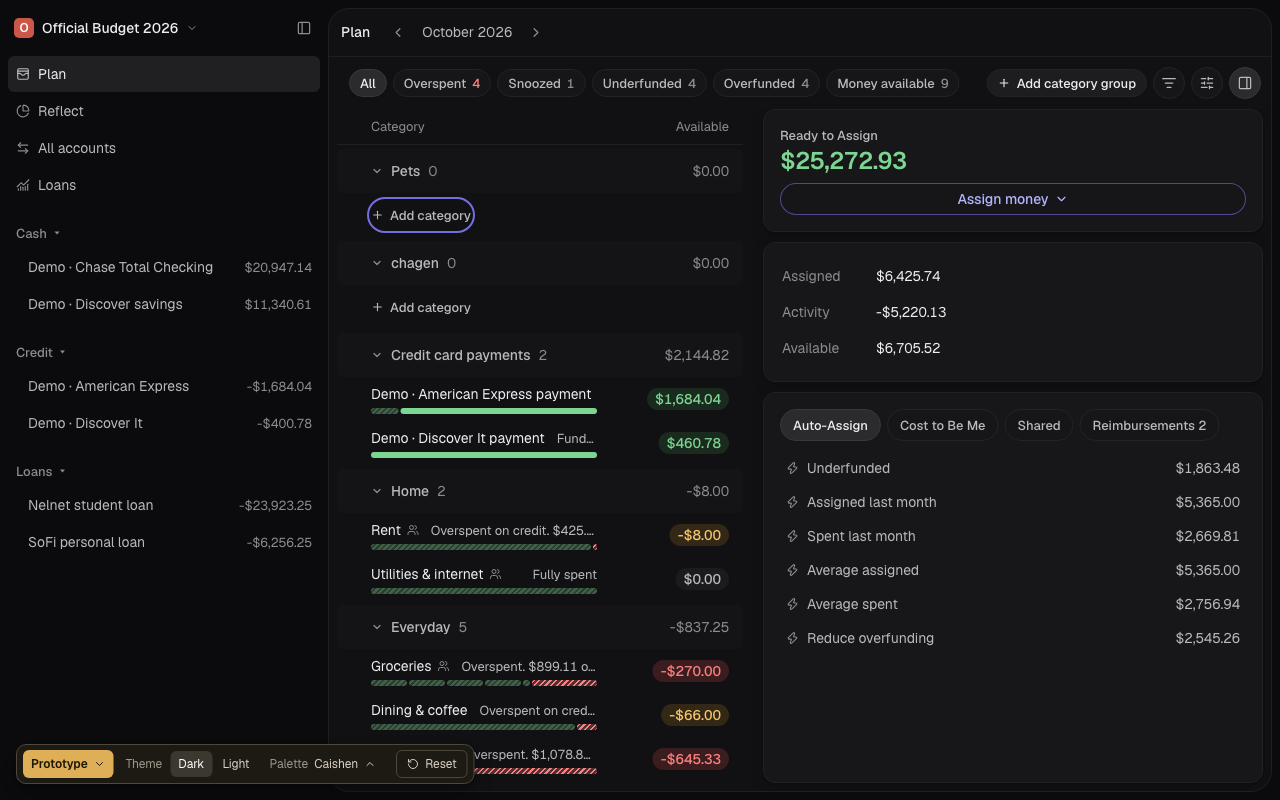 O Official Budget 2026
Plan
Reflect
All accounts
Loans
Cash
Demo · Chase Total Checking $20,947.14
Demo · Discover savings $11,340.61
Credit
Demo · American Express -$1,684.04
Demo · Discover It -$400.78
Loans
Nelnet student loan -$23,923.25
SoFi personal loan -$6,256.25
Plan October 2026
All Overspent 4 Snoozed 1 Underfunded 4 Overfunded 4 Money available 9 Add category group
Category Available
Pets 0 $0.00
+ Add category
chagen 0 $0.00
+ Add category
Credit card payments 2 $2,144.82
Demo · American Express payment $1,684.04
Demo · Discover It payment Fund… $460.78
Home 2 -$8.00
Rent Overspent on credit. $425.… -$8.00
Utilities & internet Fully spent $0.00
Everyday 5 -$837.25
Groceries Overspent. $899.11 o… -$270.00
Dining & coffee Overspent on cred… -$66.00
verspent. $1,078.8… -$645.33
Ready to Assign
$25,272.93
Assign money
Assigned $6,425.74
Activity -$5,220.13
Available $6,705.52
Auto-Assign Cost to Be Me Shared Reimbursements 2
Underfunded $1,863.48
Assigned last month $5,365.00
Spent last month $2,669.81
Average assigned $5,365.00
Average spent $2,756.94
Reduce overfunding $2,545.26
Prototype Theme Dark Light Palette Caishen Reset